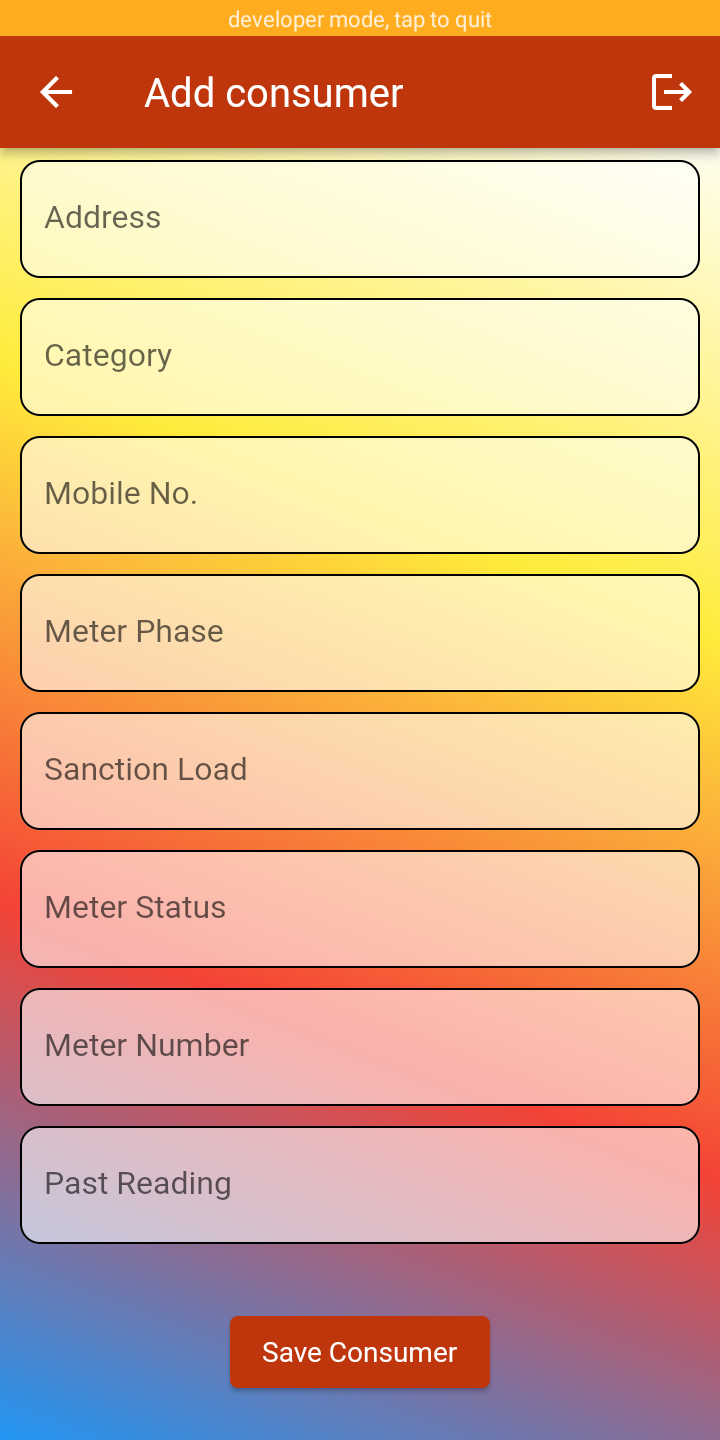 developer mode, tap to quit
Add consumer
Address
Category
Mobile No.
Meter Phase
Sanction Load
Meter Status
Meter Number
Past Reading
Save Consumer